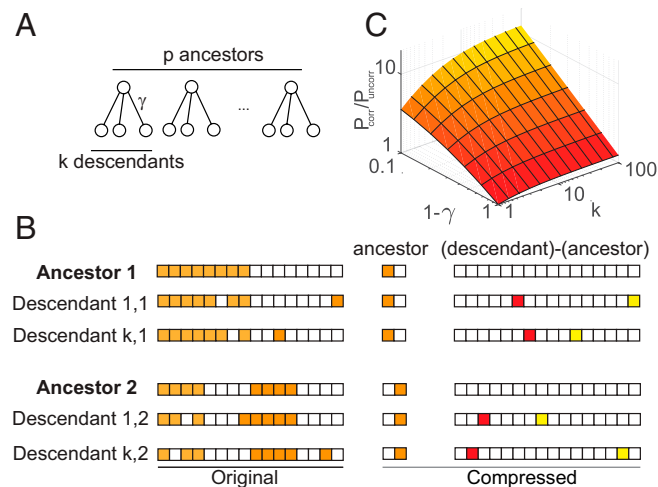 A
p ancestors
γ
...
k descendants
C
P_corr/P_uncorr
10
1
0.1
1-γ
1
1
10
k
100
B
ancestor
(descendant)-(ancestor)
Ancestor 1
Descendant 1,1
Descendant k,1
Ancestor 2
Descendant 1,2
Descendant k,2
Original
Compressed